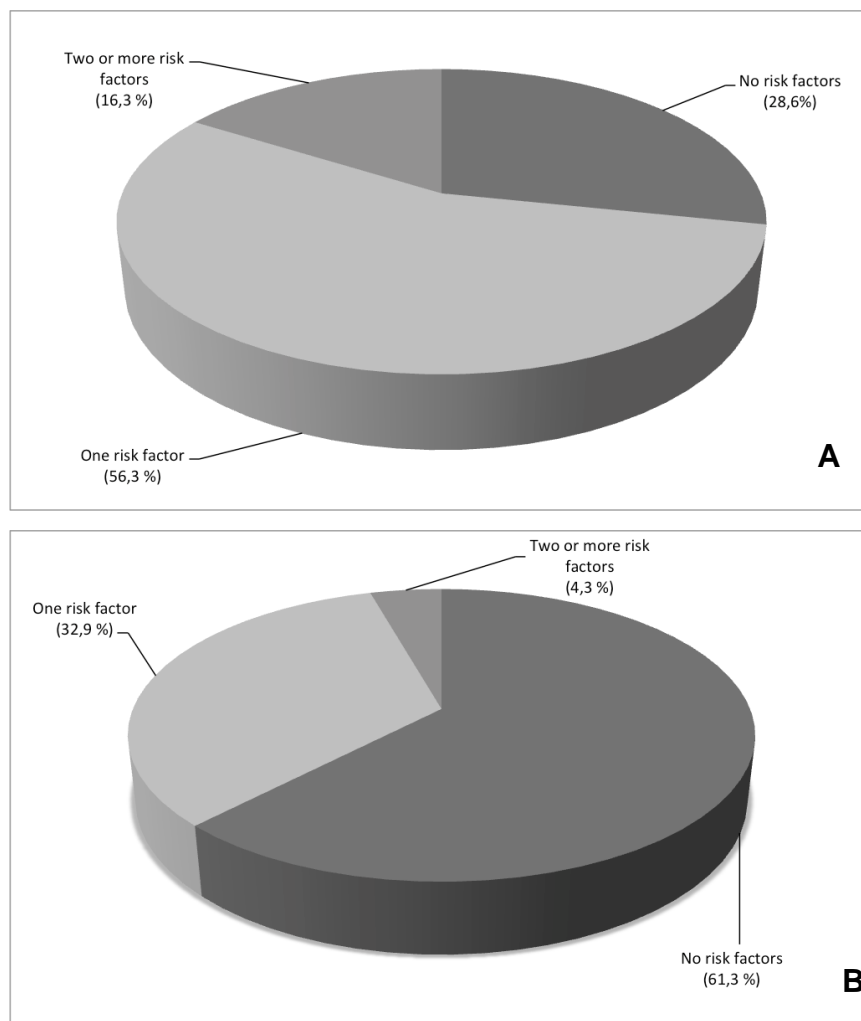 Two or more risk
factors
(16,3 %)
No risk factors
(28,6%)
One risk factor
(56,3 %)
A
Two or more risk
factors
(4,3 %)
One risk factor
(32,9 %)
No risk factors
(61,3 %)
B